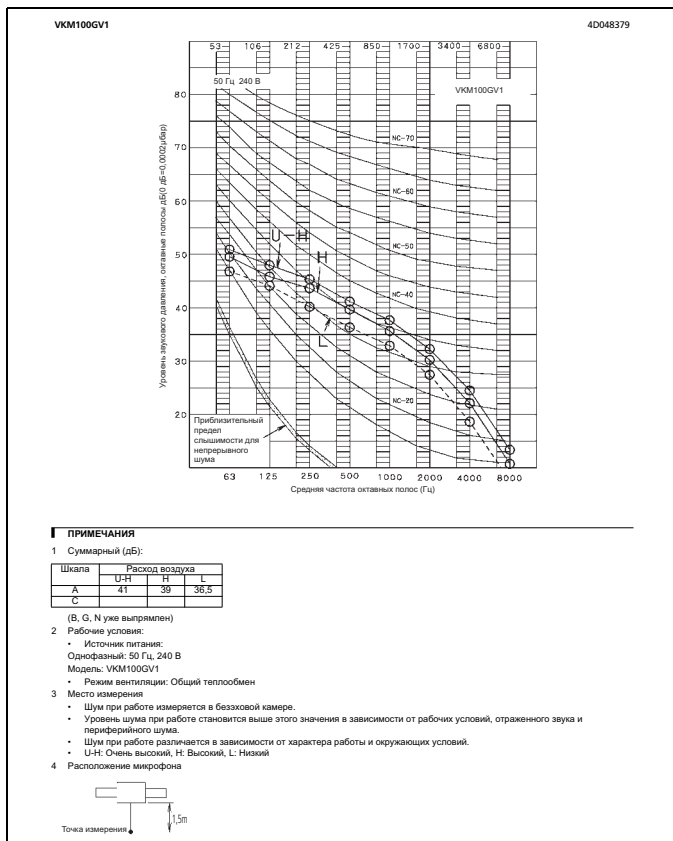 VKM100GV1
4D048379
53 106 212 425 850 1700 3400 6800
50 Гц 240 В
VKM100GV1
Уровень звукового давления, октавные полосы дБ(0 дБ=0,0002µбар)
80
70
60
50
40
30
20
NC-70
NC-60
NC-50
NC-40
NC-20
U-H
H
L
Приблизительный
предел
слышимости для
непрерывного
шума
63 125 250 500 1000 2000 4000 8000
Средняя частота октавных полос (Гц)
ПРИМЕЧАНИЯ
1 Суммарный (дБ):
Шкала Расход воздуха
U-H H L
A 41 39 36,5
C
(B, G, N уже выпрямлен)
2 Рабочие условия:
• Источник питания:
Однофазный: 50 Гц, 240 В
Модель: VKM100GV1
• Режим вентиляции: Общий теплообмен
3 Место измерения
• Шум при работе измеряется в безэховой камере.
• Уровень шума при работе становится выше этого значения в зависимости от рабочих условий, отраженного звука и
периферийного шума.
• Шум при работе различается в зависимости от характера работы и окружающих условий.
• U-H: Очень высокий, H: Высокий, L: Низкий
4 Расположение микрофона
1,5m
Точка измерения